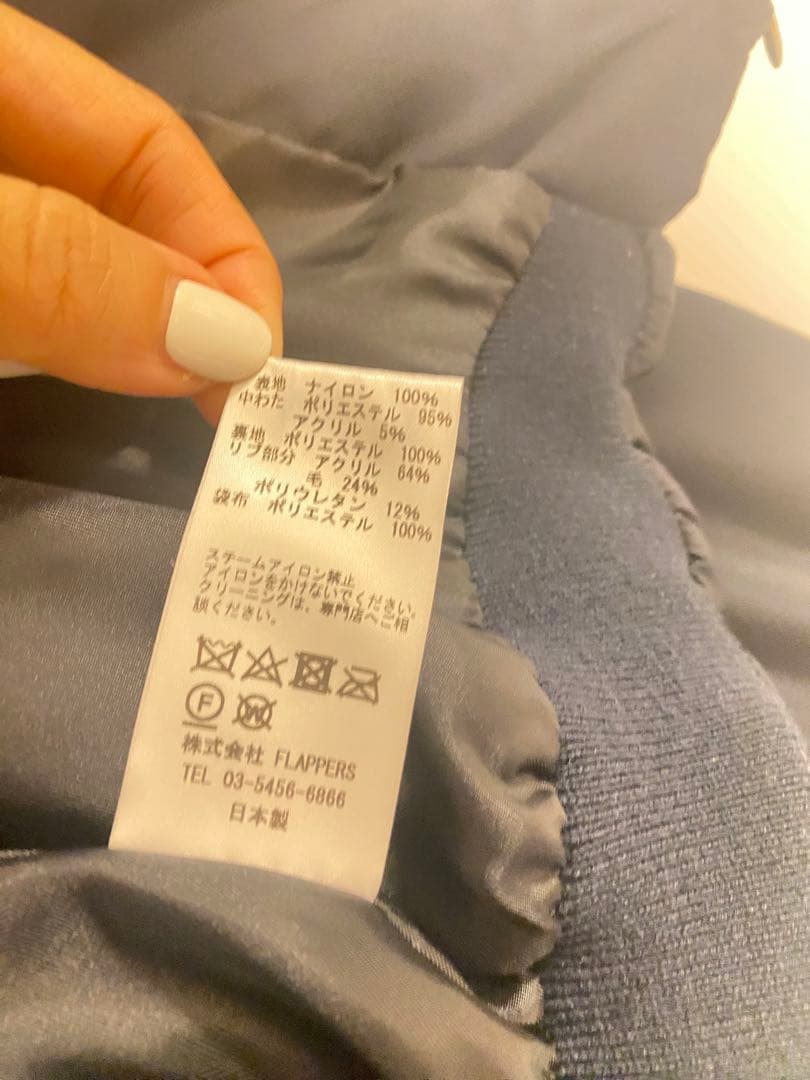 表地 ナイロン 100%
中わた ポリエステル 95%
アクリル 5%
裏地 ポリエステル 100%
リブ部分 アクリル 64%
毛 24%
ポリウレタン 12%
袋布 ポリエステル 100%
スチームアイロン禁止
アイロンをかけないでください。
クリーニングは、専門店へご相
談ください。
F W
株式会社 FLAPPERS
TEL 03-5456-6866
日本製